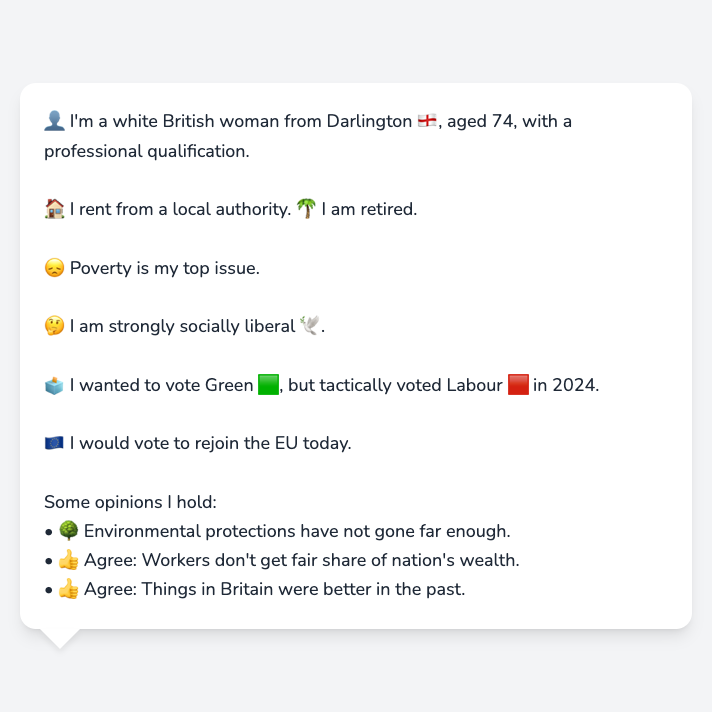 👤 I'm a white British woman from Darlington 🏴󠁧󠁢󠁥󠁮󠁧󠁿, aged 74, with a
professional qualification.
🏠 I rent from a local authority. 🌴 I am retired.
😞 Poverty is my top issue.
🤔 I am strongly socially liberal 🕊️.
🗳️ I wanted to vote Green 🟩, but tactically voted Labour 🟥 in 2024.
🇪🇺 I would vote to rejoin the EU today.
Some opinions I hold:
• 🌳 Environmental protections have not gone far enough.
• 👍 Agree: Workers don't get fair share of nation's wealth.
• 👍 Agree: Things in Britain were better in the past.